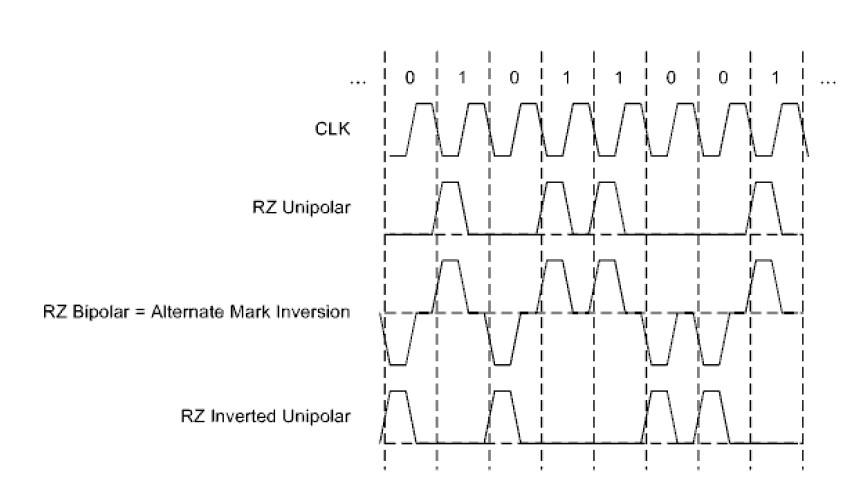 ... 0 1 0 1 1 0 0 1 ...
CLK
RZ Unipolar
RZ Bipolar = Alternate Mark Inversion
RZ Inverted Unipolar